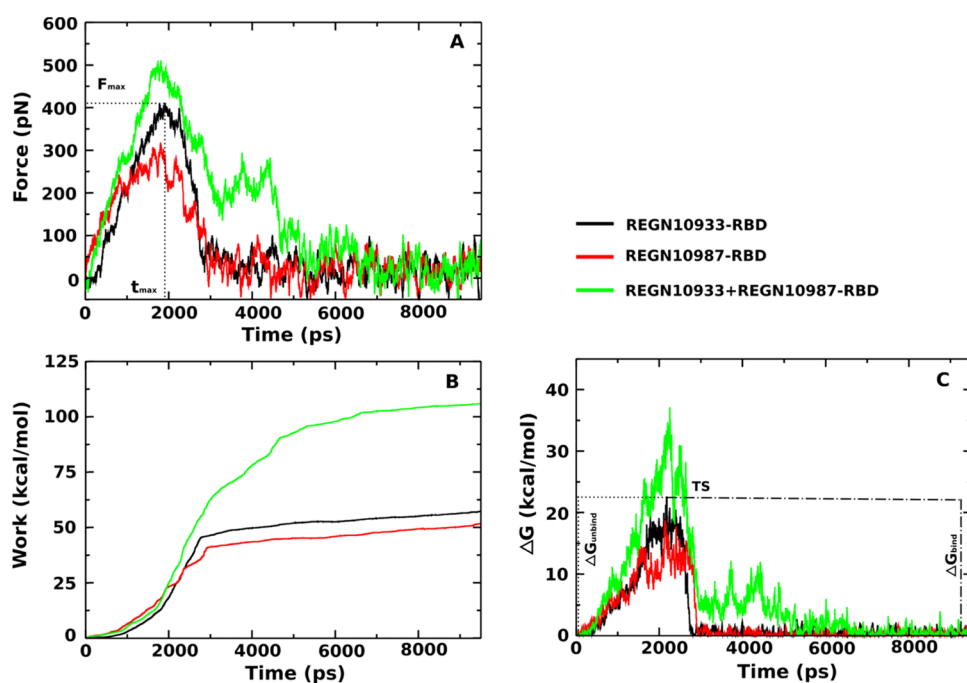 600
A
500
Fmax
400
300
200
100
0
Force (pN)
tmax
0 2000 4000 6000 8000
Time (ps)
REGN10933-RBD
REGN10987-RBD
REGN10933+REGN10987-RBD
125
B
100
75
50
25
0
Work (kcal/mol)
0 2000 4000 6000 8000
Time (ps)
C
40
30
TS
20
10
0
ΔG (kcal/mol)
ΔGunbind
ΔGbind
0 2000 4000 6000 8000
Time (ps)